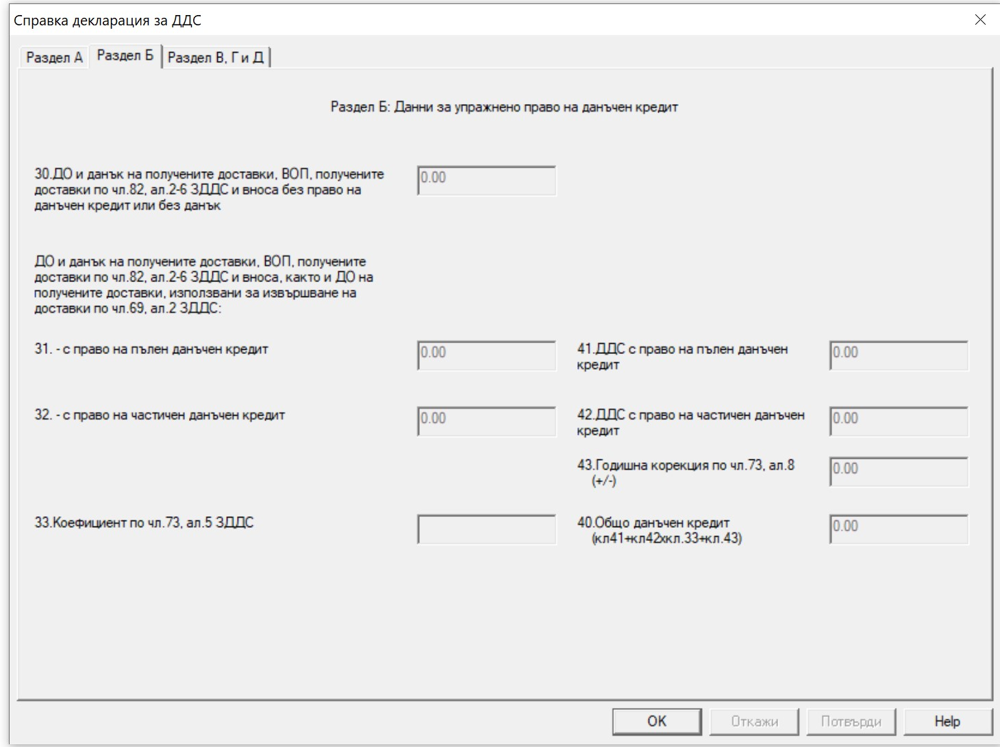 Справка декларация за ДДС
Раздел А
Раздел Б
Раздел В, Г и Д
Раздел Б: Данни за упражнено право на данъчен кредит
30.ДО и данък на получените доставки, ВОП, получените
доставки по чл.82, ал.2-6 ЗДДС и вноса без право на
данъчен кредит или без данък
0.00
ДО и данък на получените доставки, ВОП, получените
доставки по чл.82, ал.2-6 ЗДДС и вноса, както и ДО на
получените доставки, използвани за извършване на
доставки по чл.69, ал.2 ЗДДС:
31. - с право на пълен данъчен кредит
0.00
41.ДДС с право на пълен данъчен
кредит
0.00
32. - с право на частичен данъчен кредит
0.00
42.ДДС с право на частичен данъчен
кредит
0.00
43.Годишна корекция по чл.73, ал.8
(+/-)
0.00
33.Коефициент по чл.73, ал.5 ЗДДС
40.Общо данъчен кредит
(кл41+кл42хкл.33+кл.43)
0.00
OK
Откажи
Потвърди
Help